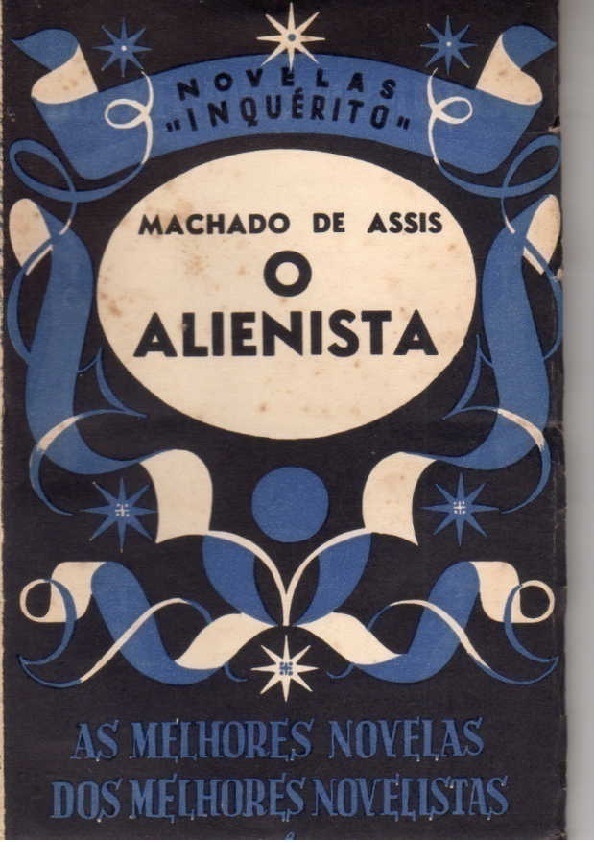 NOVELAS
"INQUÉRITO"
MACHADO DE ASSIS
O
ALIENISTA
AS MELHORES NOVELAS
DOS MELHORES NOVELISTAS